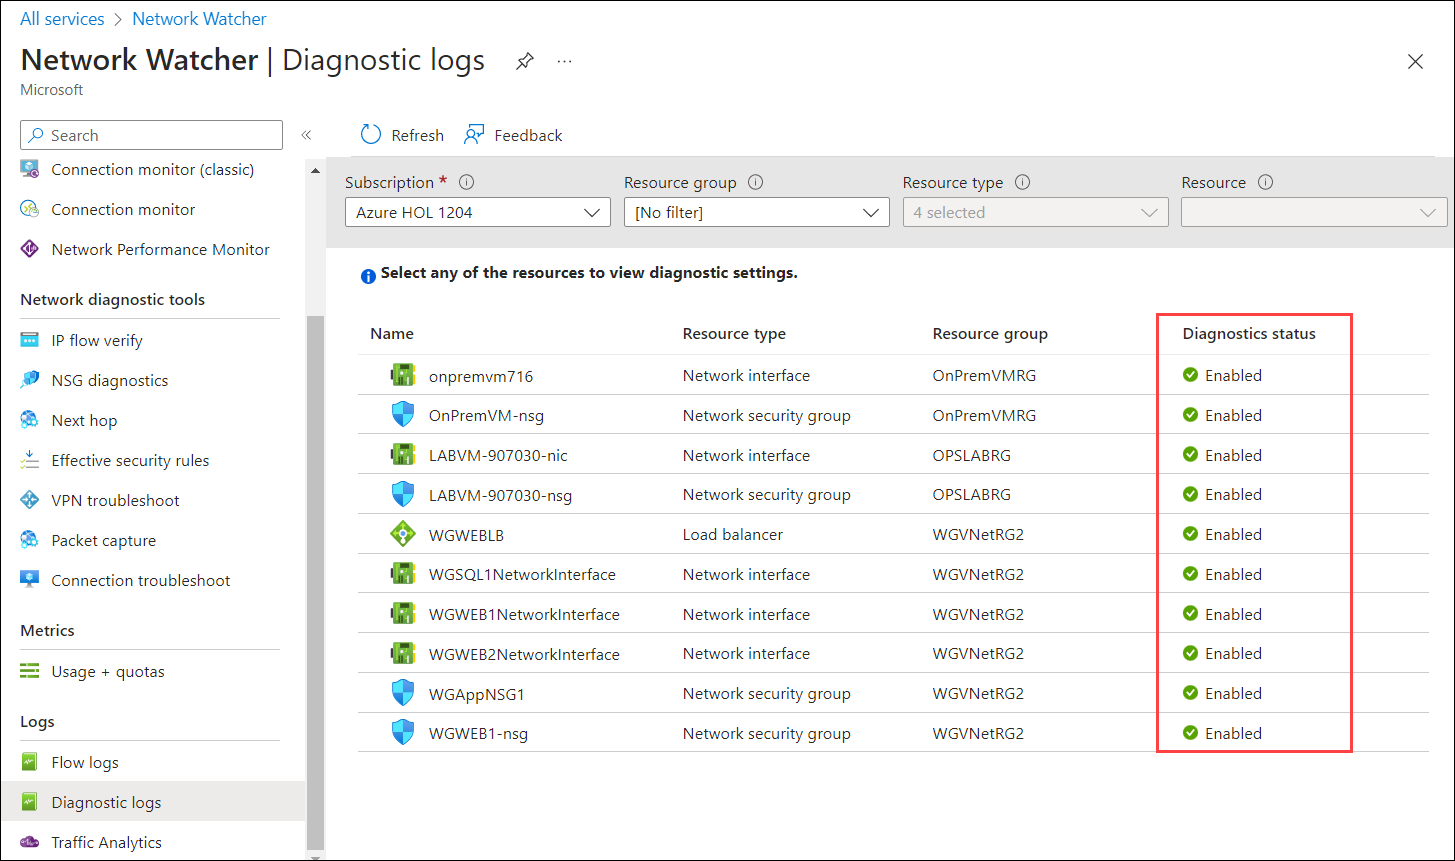 All services > Network Watcher
Network Watcher | Diagnostic logs ...
Microsoft
Search «
Refresh Feedback
Connection monitor (classic)
Connection monitor
Network Performance Monitor
Network diagnostic tools
IP flow verify
NSG diagnostics
Next hop
Effective security rules
VPN troubleshoot
Packet capture
Connection troubleshoot
Metrics
Usage + quotas
Logs
Flow logs
Diagnostic logs
Traffic Analytics
Subscription * Resource group Resource type Resource
Azure HOL 1204 [No filter] 4 selected
Select any of the resources to view diagnostic settings.
Name Resource type Resource group Diagnostics status
onpremvm716 Network interface OnPremVMRG Enabled
OnPremVM-nsg Network security group OnPremVMRG Enabled
LABVM-907030-nic Network interface OPSLABRG Enabled
LABVM-907030-nsg Network security group OPSLABRG Enabled
WGWEBLB Load balancer WGVNetRG2 Enabled
WGSQL1NetworkInterface Network interface WGVNetRG2 Enabled
WGWEB1NetworkInterface Network interface WGVNetRG2 Enabled
WGWEB2NetworkInterface Network interface WGVNetRG2 Enabled
WGAppNSG1 Network security group WGVNetRG2 Enabled
WGWEB1-nsg Network security group WGVNetRG2 Enabled